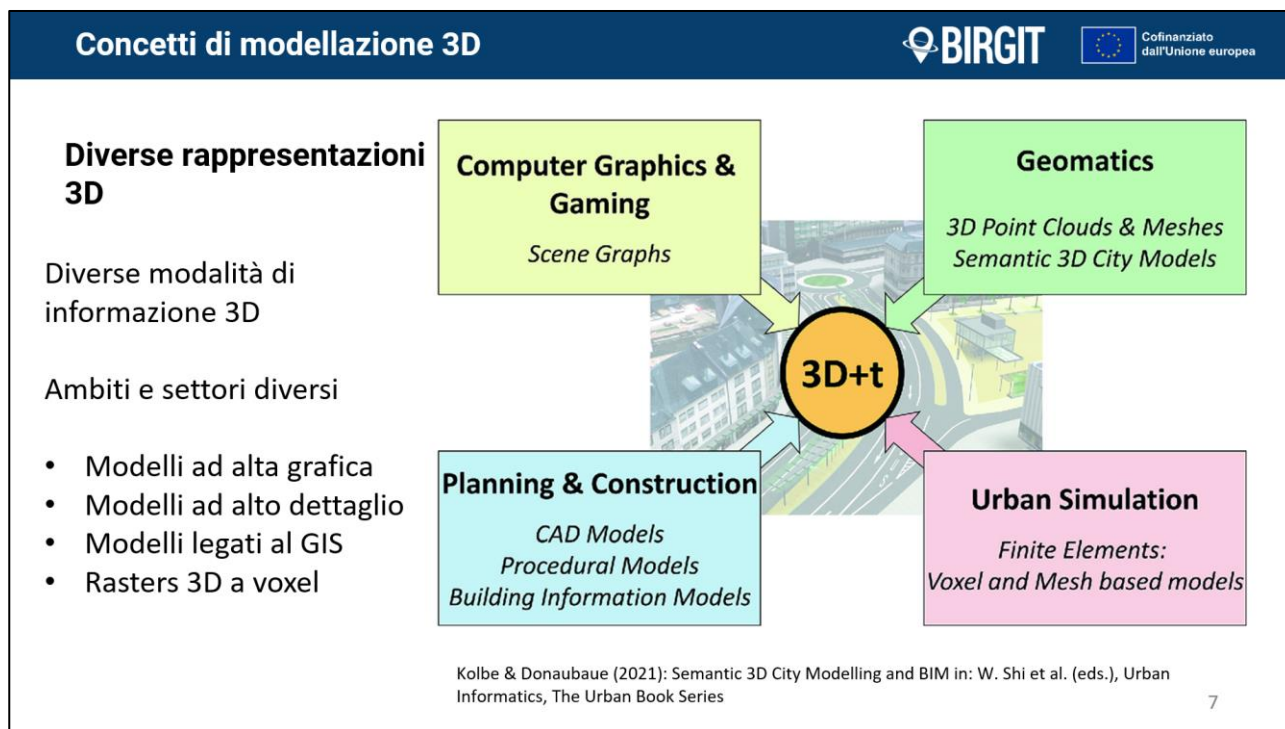 Concetti di modellazione 3D
BIRGIT
Cofinanziato
dall'Unione europea
Diverse rappresentazioni
3D
Diverse modalità di
informazione 3D
Ambiti e settori diversi
• Modelli ad alta grafica
• Modelli ad alto dettaglio
• Modelli legati al GIS
• Rasters 3D a voxel
Computer Graphics &
Gaming
Scene Graphs
Geomatics
3D Point Clouds & Meshes
Semantic 3D City Models
3D+t
Planning & Construction
CAD Models
Procedural Models
Building Information Models
Urban Simulation
Finite Elements:
Voxel and Mesh based models
Kolbe & Donaubaue (2021): Semantic 3D City Modelling and BIM in: W. Shi et al. (eds.), Urban
Informatics, The Urban Book Series
7